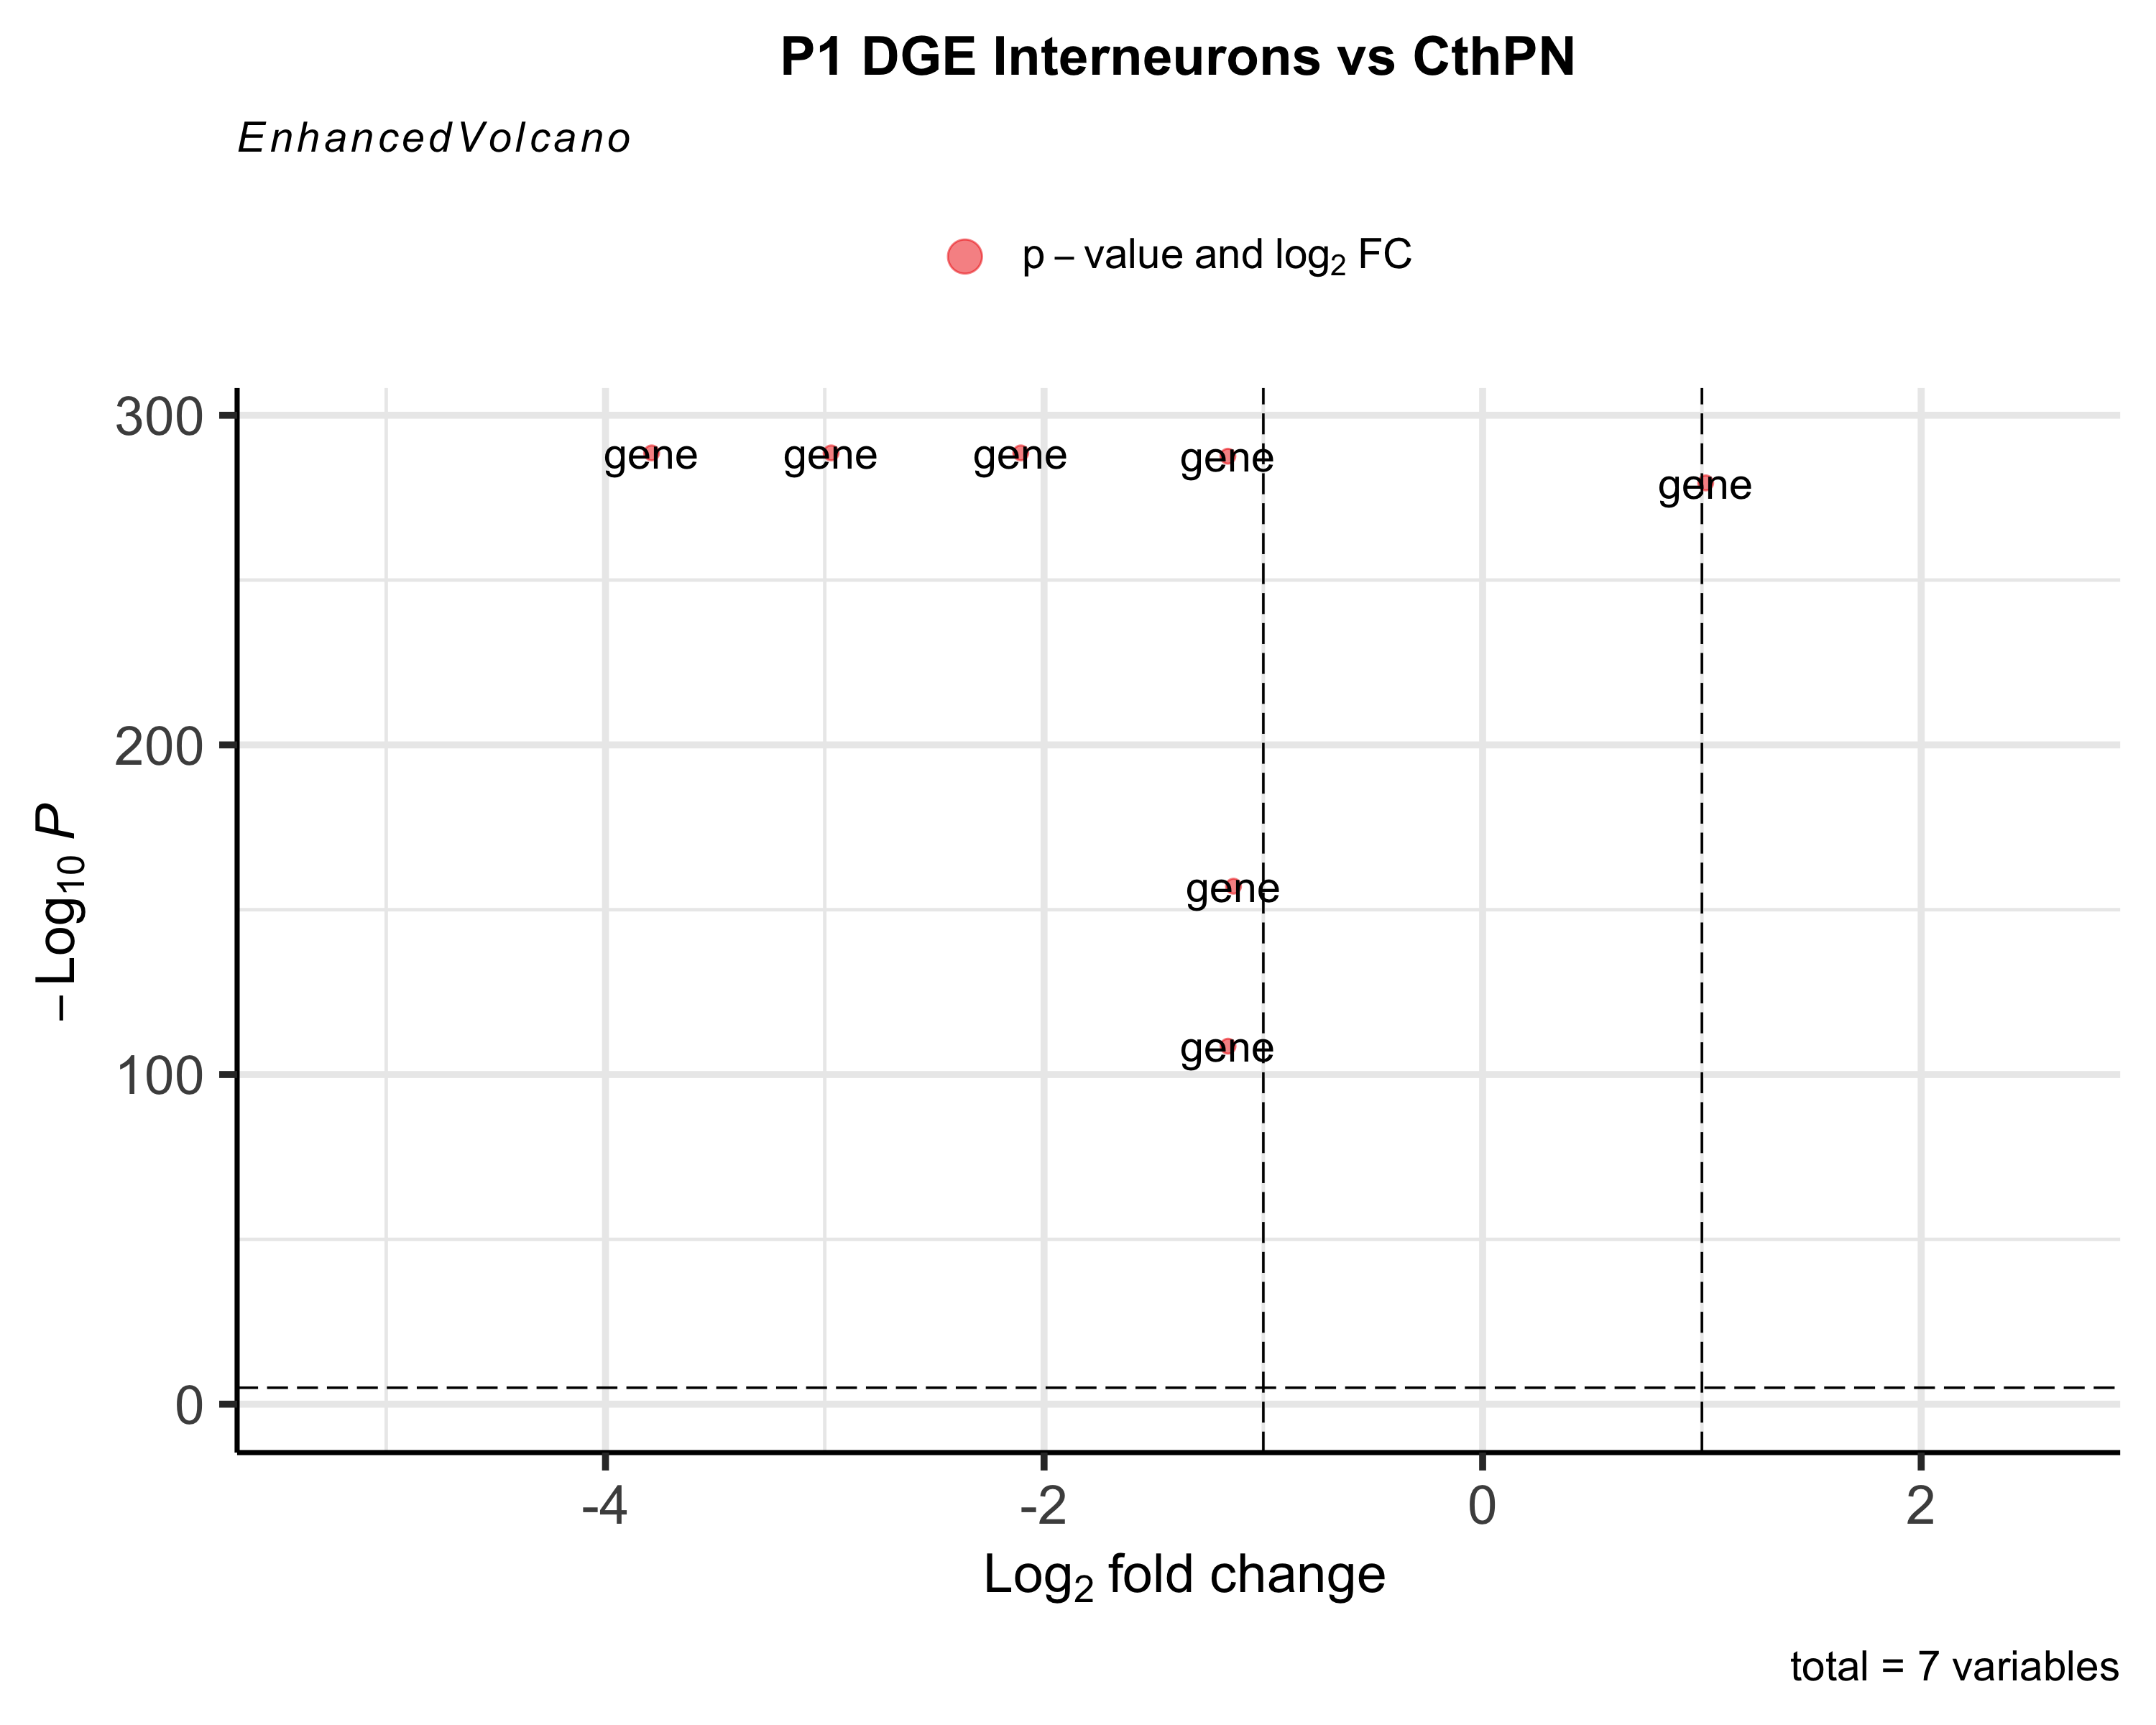 P1 DGE Interneurons vs CthPN
EnhancedVolcano
p – value and log₂ FC
300
gene gene gene gene
gene
200
– Log₁₀ P
gene
gene
100
0
-4 -2 0 2
Log₂ fold change
total = 7 variables